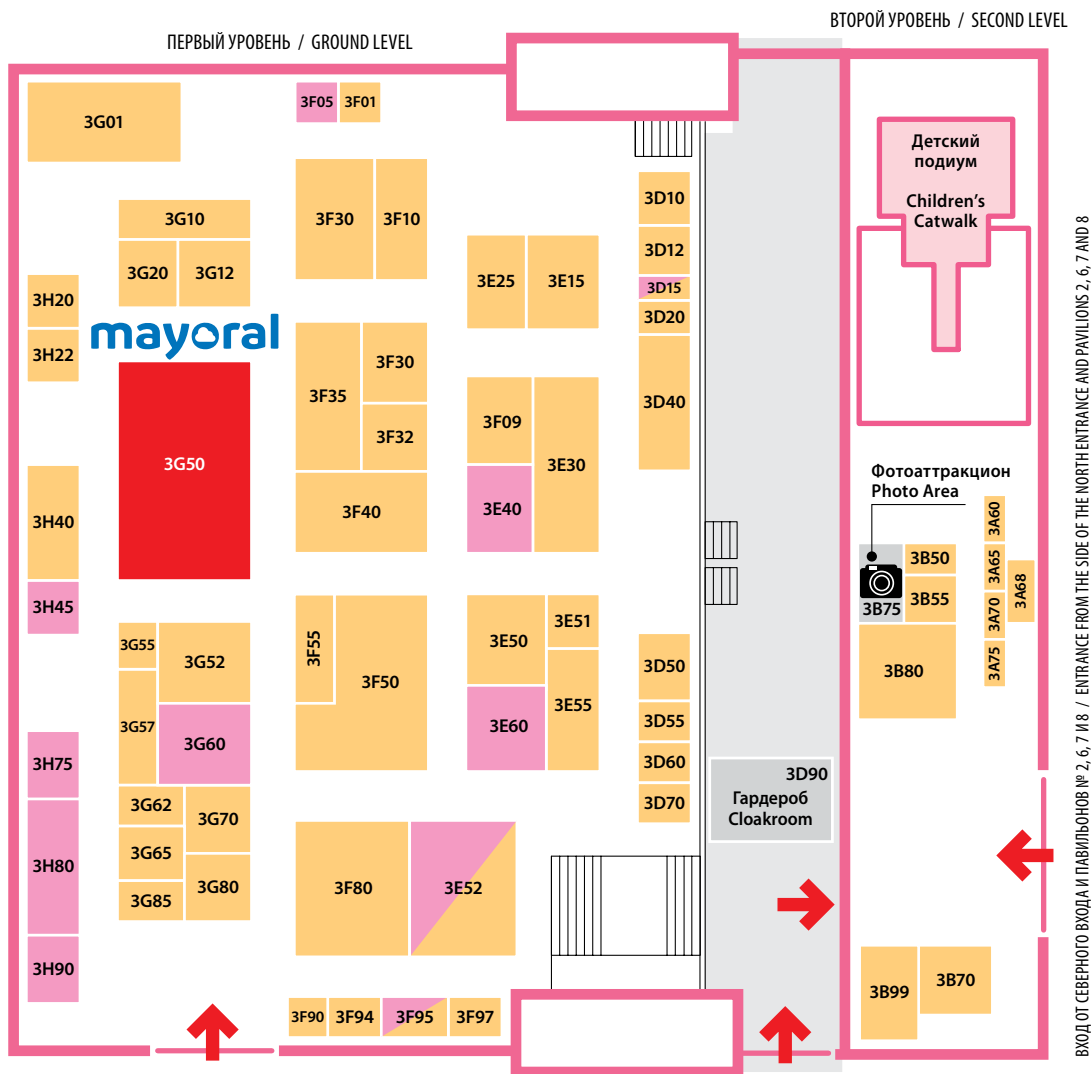 ВТОРОЙ УРОВЕНЬ / SECOND LEVEL
ПЕРВЫЙ УРОВЕНЬ / GROUND LEVEL
3G01
3F05
3F01
3G10
3G20
3G12
3H20
3H22
mayoral
3G50
3H40
3H45
3G55
3G52
3G57
3G60
3H75
3G62
3G70
3G65
3H80
3G80
3G85
3H90
3F30
3F10
3F35
3F30
3F32
3F40
3F55
3F50
3F80
3E52
3F90
3F94
3F95
3F97
3E25
3E15
3F09
3E30
3E40
3E50
3E51
3E55
3E60
3D10
3D12
3D15
3D20
3D40
3D50
3D55
3D60
3D70
3D90
Гардероб
Cloakroom
Детский
подиум
Children's
Catwalk
Фотоаттракцион
Photo Area
3B75
3B50
3B55
3B80
3A60
3A65
3A68
3A70
3A75
3B99
3B70
ВХОД ОТ СЕВЕРНОГО ВХОДА И ПАВИЛЬОНОВ № 2, 6, 7 И 8 / ENTRANCE FROM THE SIDE OF THE NORTH ENTRANCE AND PAVILIONS 2, 6, 7 AND 8